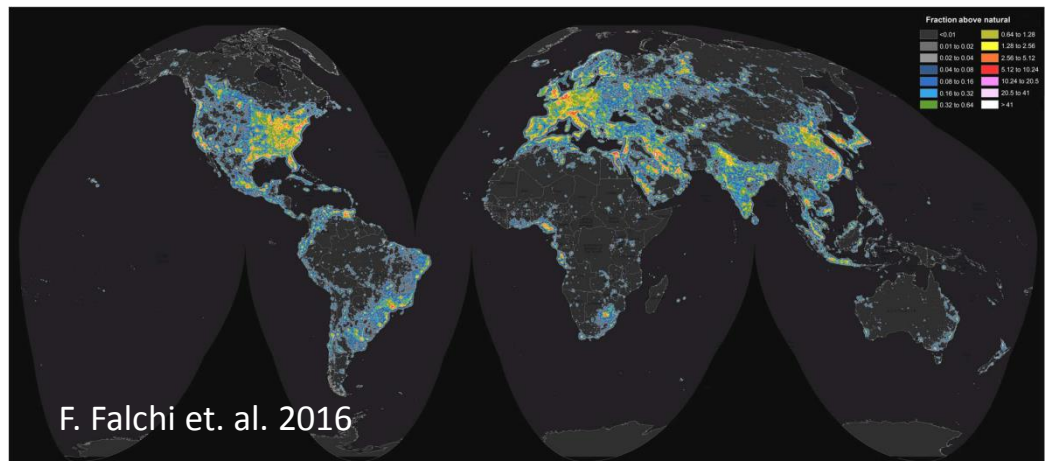 Fraction above natural
<0.01
0.01 to 0.02
0.02 to 0.04
0.04 to 0.08
0.08 to 0.16
0.16 to 0.32
0.32 to 0.64
0.64 to 1.28
1.28 to 2.56
2.56 to 5.12
5.12 to 10.24
10.24 to 20.5
20.5 to 41
>41
F. Falchi et. al. 2016